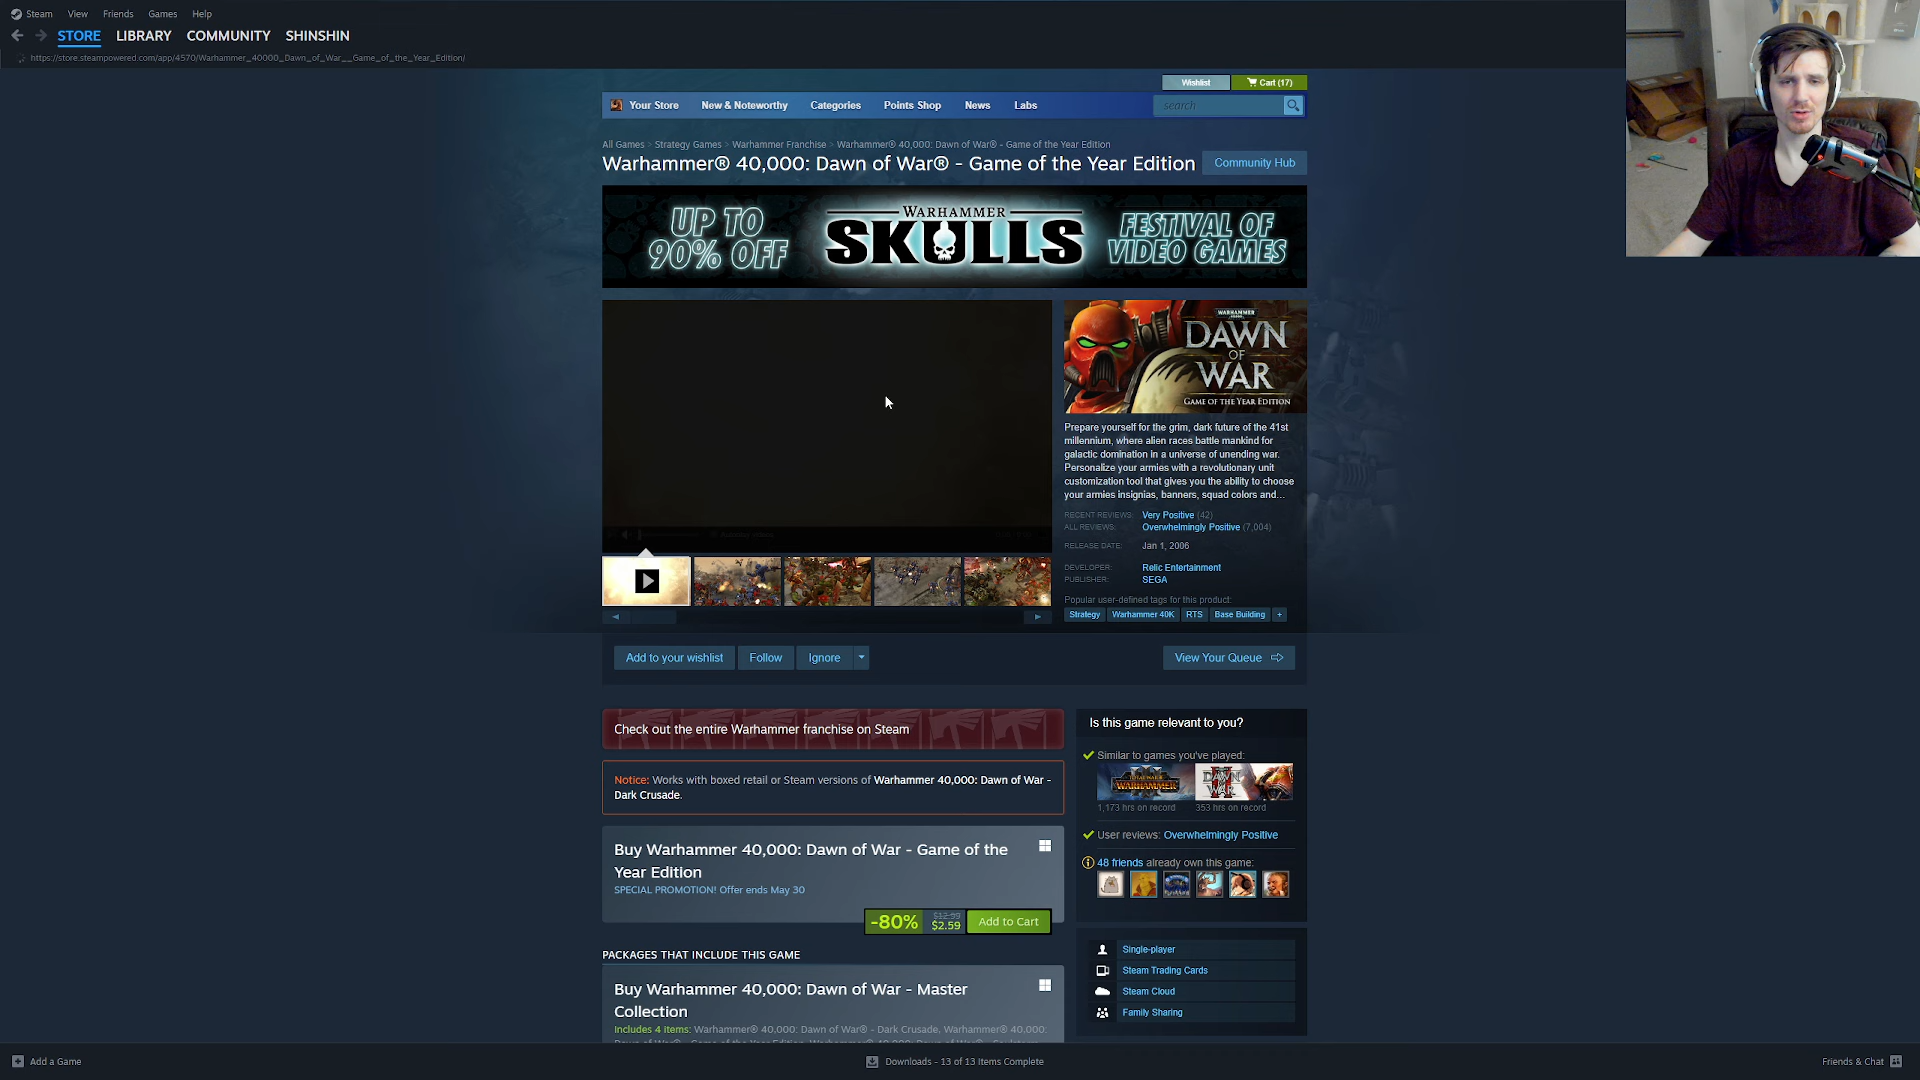 Steam View Friends Games Help
STORE LIBRARY COMMUNITY SHINSHIN
https://store.steampowered.com/app/4570/Warhammer_40000_Dawn_of_War__Game_of_the_Year_Edition/
Wishlist Cart (17)
Your Store New & Noteworthy Categories Points Shop News Labs search
All Games > Strategy Games > Warhammer Franchise > Warhammer® 40,000: Dawn of War® - Game of the Year Edition
Warhammer® 40,000: Dawn of War® - Game of the Year Edition Community Hub
UP TO
90% OFF
WARHAMMER
SKULLS
FESTIVAL OF
VIDEO GAMES
DAWN
OF
WAR
GAME OF THE YEAR EDITION
Prepare yourself for the grim, dark future of the 41st
millennium, where alien races battle mankind for
galactic domination in a universe of unending war.
Personalize your armies with a revolutionary unit
customization tool that gives you the ability to choose
your armies insignias, banners, squad colors and...
RECENT REVIEWS: Very Positive (42)
ALL REVIEWS: Overwhelmingly Positive (7,004)
RELEASE DATE: Jan 1, 2006
DEVELOPER: Relic Entertainment
PUBLISHER: SEGA
Popular user-defined tags for this product:
Strategy Warhammer 40K RTS Base Building +
Add to your wishlist Follow Ignore View Your Queue
Check out the entire Warhammer franchise on Steam
Notice: Works with boxed retail or Steam versions of Warhammer 40,000: Dawn of War -
Dark Crusade.
Buy Warhammer 40,000: Dawn of War - Game of the
Year Edition
SPECIAL PROMOTION! Offer ends May 30
-80% $12.99 $2.59 Add to Cart
PACKAGES THAT INCLUDE THIS GAME
Buy Warhammer 40,000: Dawn of War - Master
Collection
Includes 4 items: Warhammer® 40,000: Dawn of War® - Dark Crusade, Warhammer® 40,000:
Is this game relevant to you?
Similar to games you've played:
WARHAMMER
DAWN
WAR
1,173 hrs on record 353 hrs on record
User reviews: Overwhelmingly Positive
48 friends already own this game:
Single-player
Steam Trading Cards
Steam Cloud
Family Sharing
Add a Game Downloads - 13 of 13 Items Complete Friends & Chat